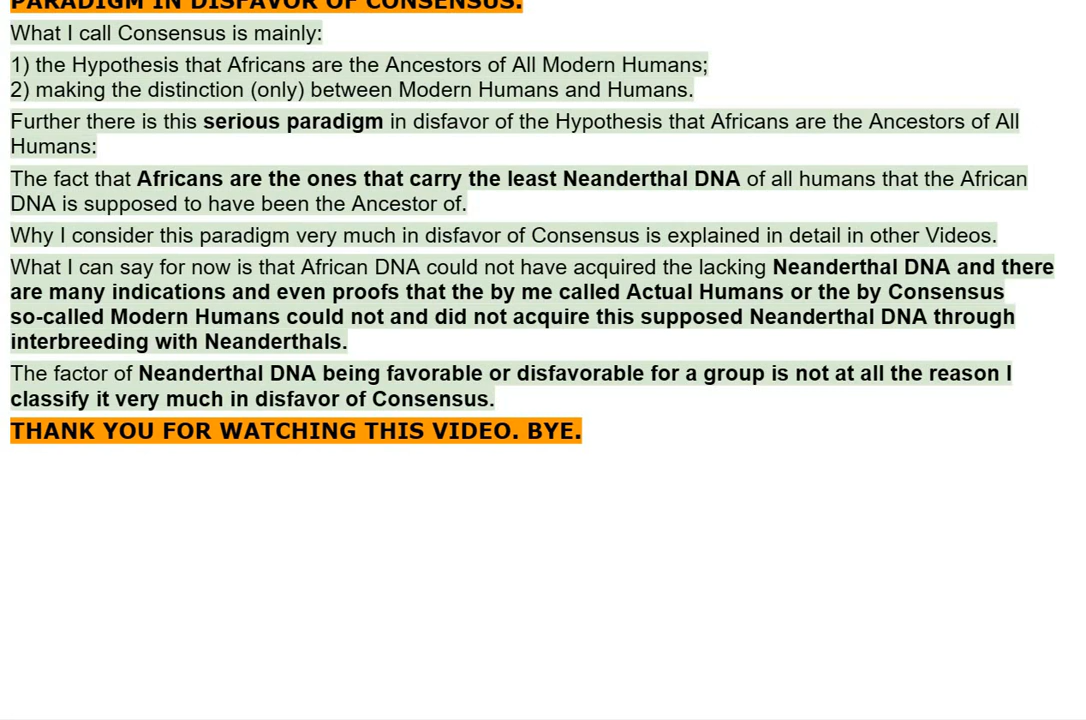 PARADIGM IN DISFAVOR OF CONSENSUS.
What I call Consensus is mainly:
1) the Hypothesis that Africans are the Ancestors of All Modern Humans;
2) making the distinction (only) between Modern Humans and Humans.
Further there is this serious paradigm in disfavor of the Hypothesis that Africans are the Ancestors of All
Humans:
The fact that Africans are the ones that carry the least Neanderthal DNA of all humans that the African
DNA is supposed to have been the Ancestor of.
Why I consider this paradigm very much in disfavor of Consensus is explained in detail in other Videos.
What I can say for now is that African DNA could not have acquired the lacking Neanderthal DNA and there
are many indications and even proofs that the by me called Actual Humans or the by Consensus
so-called Modern Humans could not and did not acquire this supposed Neanderthal DNA through
interbreeding with Neanderthals.
The factor of Neanderthal DNA being favorable or disfavorable for a group is not at all the reason I
classify it very much in disfavor of Consensus.
THANK YOU FOR WATCHING THIS VIDEO. BYE.